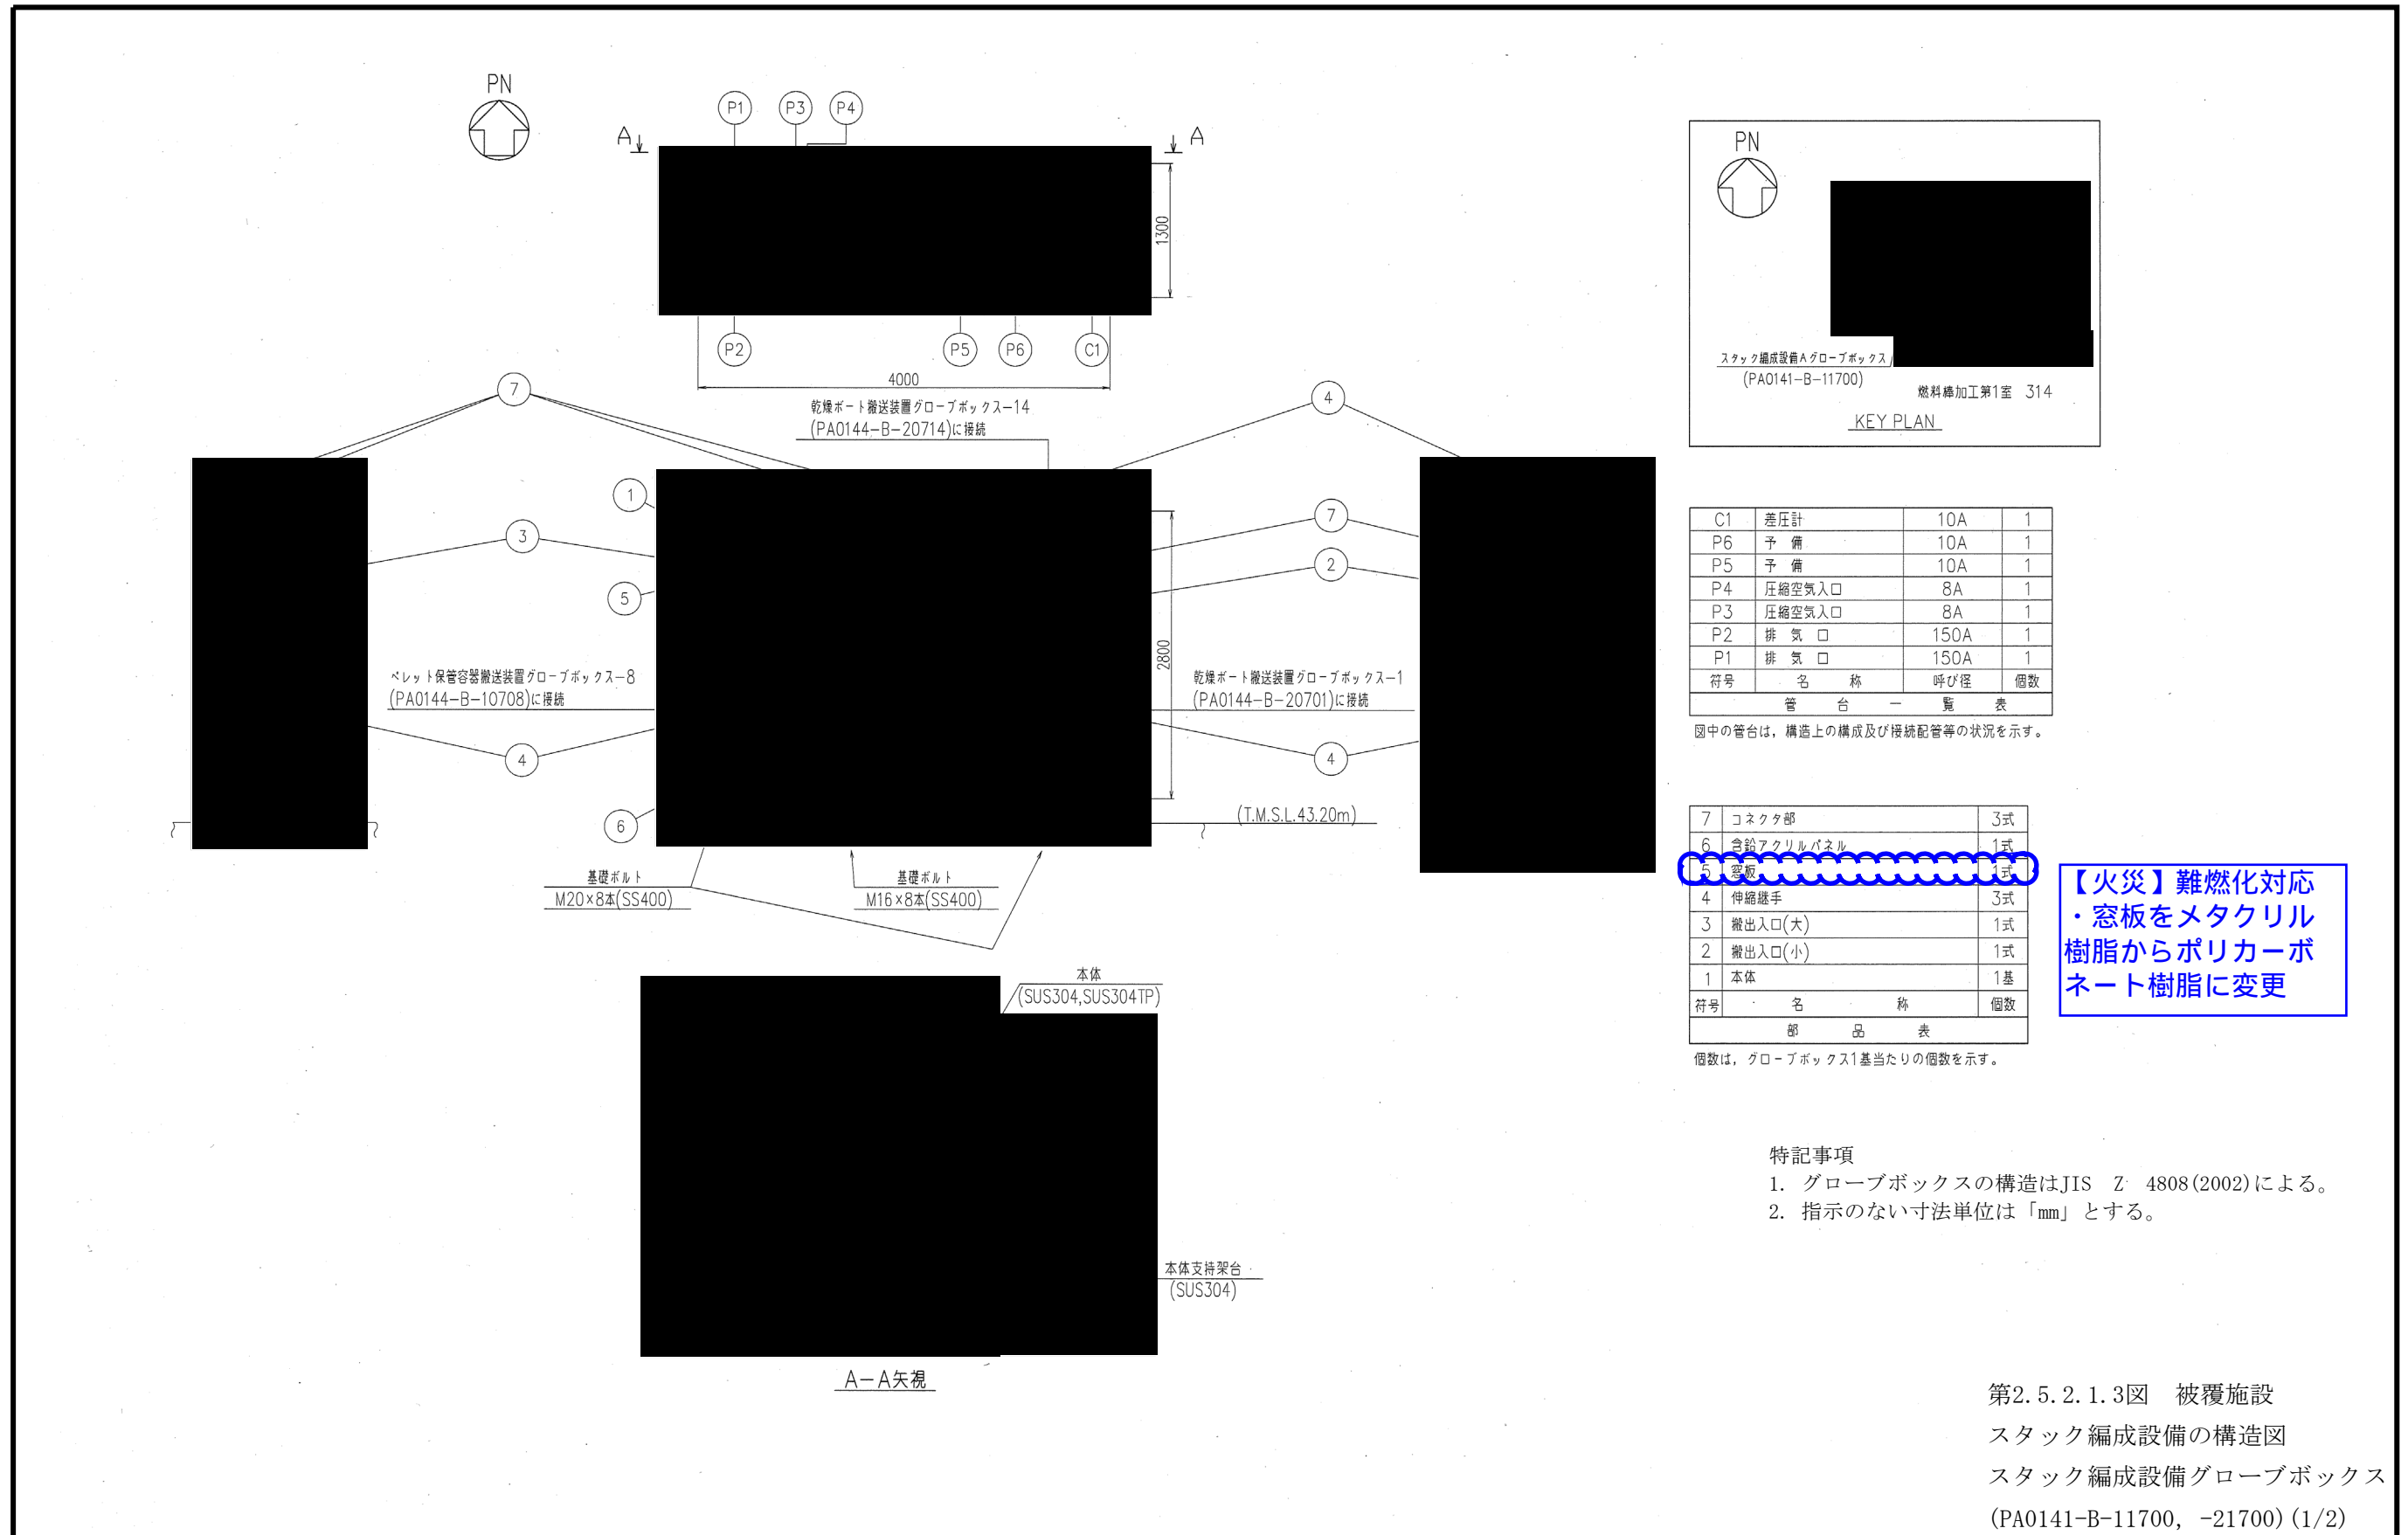 PN
P1 P3 P4
A A
1300
P2 P5 P6 C1
4000
乾燥ボート搬送装置グローブボックスー14
(PA0144-B-20714)に接続
7
4
1
3
5
7
2
2800
ペレット保管容器搬送装置グローブボックスー8
(PA0144-B-10708)に接続
乾燥ボート搬送装置グローブボックスー1
(PA0144-B-20701)に接続
4
4
6
(T.M.S.L.43.20m)
基礎ボルト
M20×8本(SS400)
基礎ボルト
M16×8本(SS400)
本体
(SUS304,SUS304TP)
本体支持架台
(SUS304)
A-A矢視
PN
スタック編成設備Aグローブボックス
(PA0141-B-11700)
燃料棒加工第1室 314
KEY PLAN
C1 差圧計 10A 1
P6 予 備 10A 1
P5 予 備 10A 1
P4 圧縮空気入口 8A 1
P3 圧縮空気入口 8A 1
P2 排 気 口 150A 1
P1 排 気 口 150A 1
符号 名 称 呼び径 個数
管 台 一 覧 表
図中の管台は，構造上の構成及び接続配管等の状況を示す。
7 コネクタ部 3式
6 含鉛アクリルパネル 1式
5 窓板 1式
4 伸縮継手 3式
3 搬出入口(大) 1式
2 搬出入口(小) 1式
1 本体 1基
符号 名 称 個数
部 品 表
個数は，グローブボックス1基当たりの個数を示す。
【火災】難燃化対応
・窓板をメタクリル
樹脂からポリカーボ
ネート樹脂に変更
特記事項
1. グローブボックスの構造はJIS Z 4808(2002)による。
2. 指示のない寸法単位は「mm」とする。
第2.5.2.1.3図 被覆施設
スタック編成設備の構造図
スタック編成設備グローブボックス
(PA0141-B-11700, -21700)(1/2)